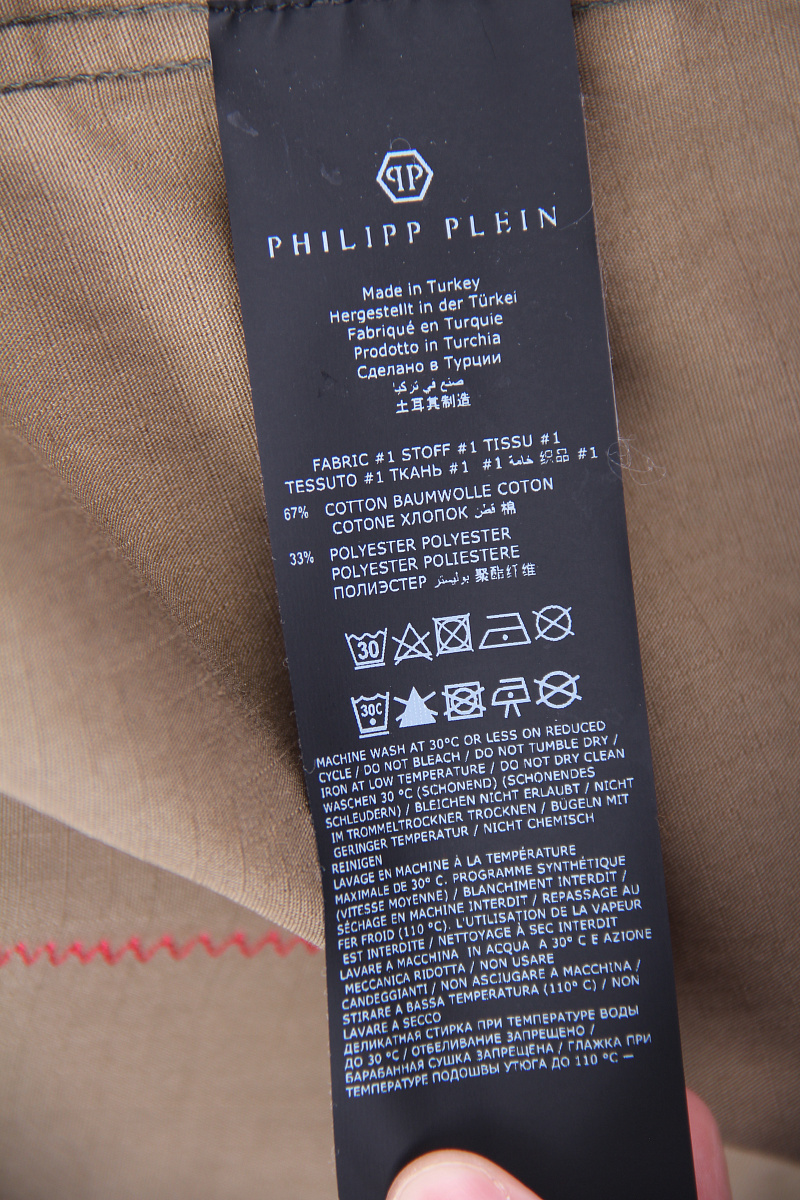 PP
PHILIPP PLEIN
Made in Turkey
Hergestellt in der Türkei
Fabriqué en Turquie
Prodotto in Turchia
Сделано в Турции
صنع في تركيا
土耳其制造
FABRIC #1 STOFF #1 TISSU #1
TESSUTO #1 ТКАНЬ #1 #1 خامة 织品 #1
67% COTTON BAUMWOLLE COTON
COTONE ХЛОПОК قطن 棉
33% POLYESTER POLYESTER
POLYESTER POLIESTERE
ПОЛИЭСТЕР بوليستر 聚酯纤维
30
30C
MACHINE WASH AT 30°C OR LESS ON REDUCED
CYCLE / DO NOT BLEACH / DO NOT TUMBLE DRY /
IRON AT LOW TEMPERATURE / DO NOT DRY CLEAN
WASCHEN 30 °C (SCHONEND) (SCHONENDES
SCHLEUDERN) / BLEICHEN NICHT ERLAUBT / NICHT
IM TROMMELTROCKNER TROCKNEN / BÜGELN MIT
GERINGER TEMPERATUR / NICHT CHEMISCH
REINIGEN
LAVAGE EN MACHINE À LA TEMPÉRATURE
MAXIMALE DE 30° C. PROGRAMME SYNTHÉTIQUE
(VITESSE MOYENNE) / BLANCHIMENT INTERDIT /
SÉCHAGE EN MACHINE INTERDIT / REPASSAGE AU
FER FROID (110 °C). L'UTILISATION DE LA VAPEUR
EST INTERDITE / NETTOYAGE À SEC INTERDIT
LAVARE A MACCHINA IN ACQUA A 30° C E AZIONE
MECCANICA RIDOTTA / NON USARE
CANDEGGIANTI / NON ASCIUGARE A MACCHINA /
STIRARE A BASSA TEMPERATURA (110° C) / NON
LAVARE A SECCO
ДЕЛИКАТНАЯ СТИРКА ПРИ ТЕМПЕРАТУРЕ ВОДЫ
ДО 30 °C / ОТБЕЛИВАНИЕ ЗАПРЕЩЕНО /
БАРАБАННАЯ СУШКА ЗАПРЕЩЕНА / ГЛАЖКА ПРИ
ТЕМПЕРАТУРЕ ПОДОШВЫ УТЮГА ДО 110 °C —